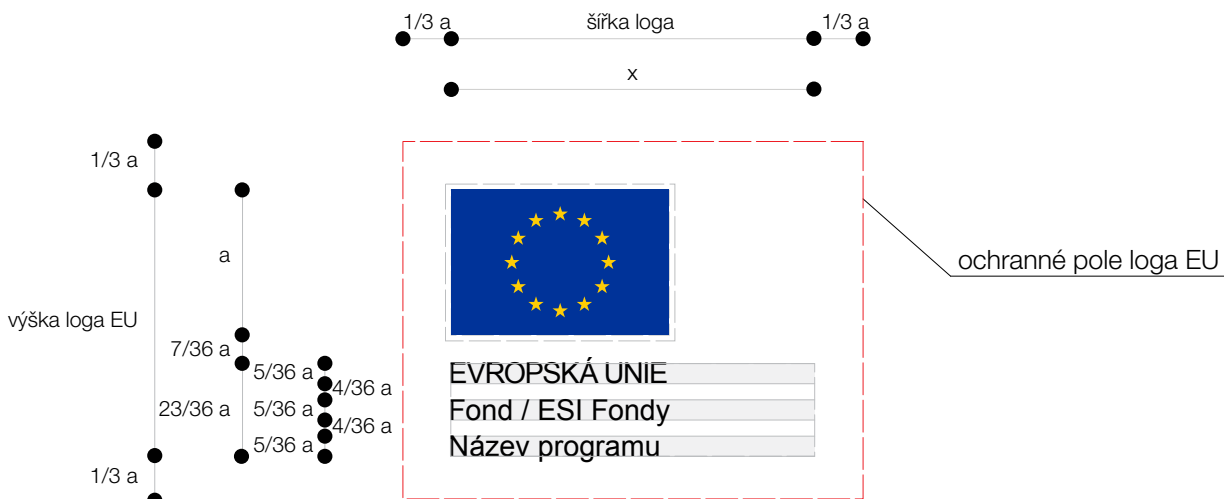 1/3 a
šířka loga
1/3 a
x
1/3 a
a
výška loga EU
7/36 a
23/36 a
5/36 a
4/36 a
5/36 a
4/36 a
5/36 a
1/3 a
EVROPSKÁ UNIE
Fond / ESI Fondy
Název programu
ochranné pole loga EU